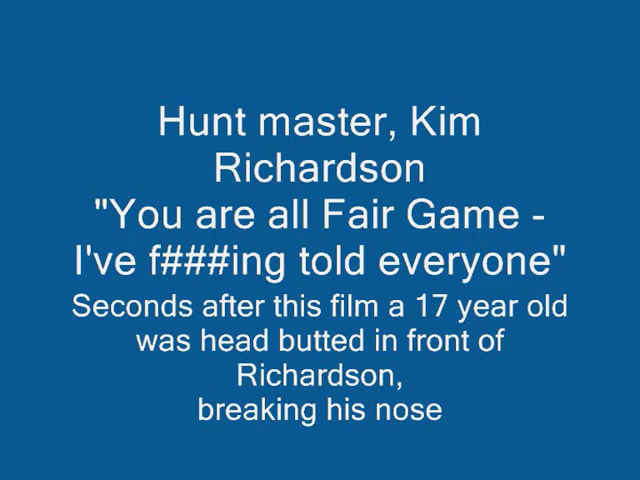 Hunt master, Kim
Richardson
"You are all Fair Game -
I've f###ing told everyone"
Seconds after this film a 17 year old
was head butted in front of
Richardson,
breaking his nose